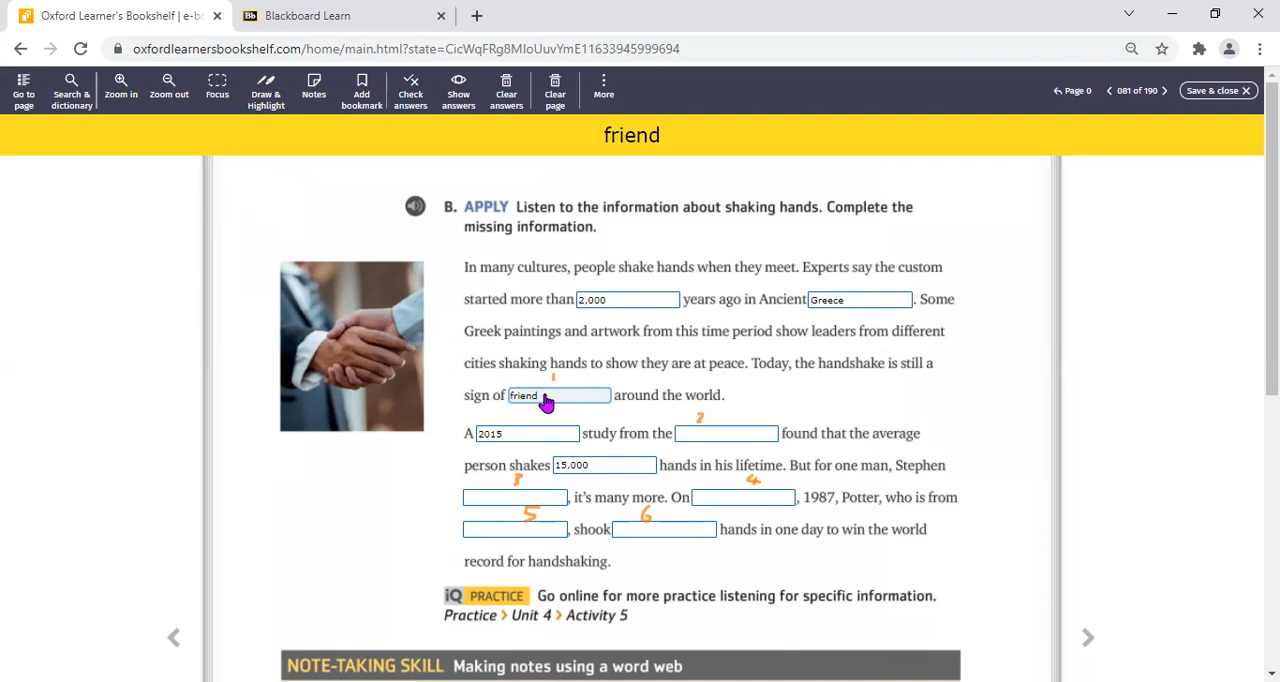 Oxford Learner's Bookshelf | e-bo
Blackboard Learn
oxfordlearnersbookshelf.com/home/main.html?state=CicWqFRg8MIoUuvYmE11633945999694
Go to page
Search & dictionary
Zoom in
Zoom out
Focus
Draw & Highlight
Notes
Add bookmark
Check answers
Show answers
Clear answers
Clear page
More
Page 0
081 of 190
Save & close
friend
B. APPLY Listen to the information about shaking hands. Complete the
missing information.
In many cultures, people shake hands when they meet. Experts say the custom
started more than 2,000 years ago in Ancient Greece . Some
Greek paintings and artwork from this time period show leaders from different
cities shaking hands to show they are at peace. Today, the handshake is still a
1
sign of friend around the world.
2
A 2015 study from the found that the average
person shakes 15,000 hands in his lifetime. But for one man, Stephen
3 4
, it's many more. On , 1987, Potter, who is from
5 6
, shook hands in one day to win the world
record for handshaking.
iQ PRACTICE Go online for more practice listening for specific information.
Practice > Unit 4 > Activity 5
NOTE-TAKING SKILL Making notes using a word web